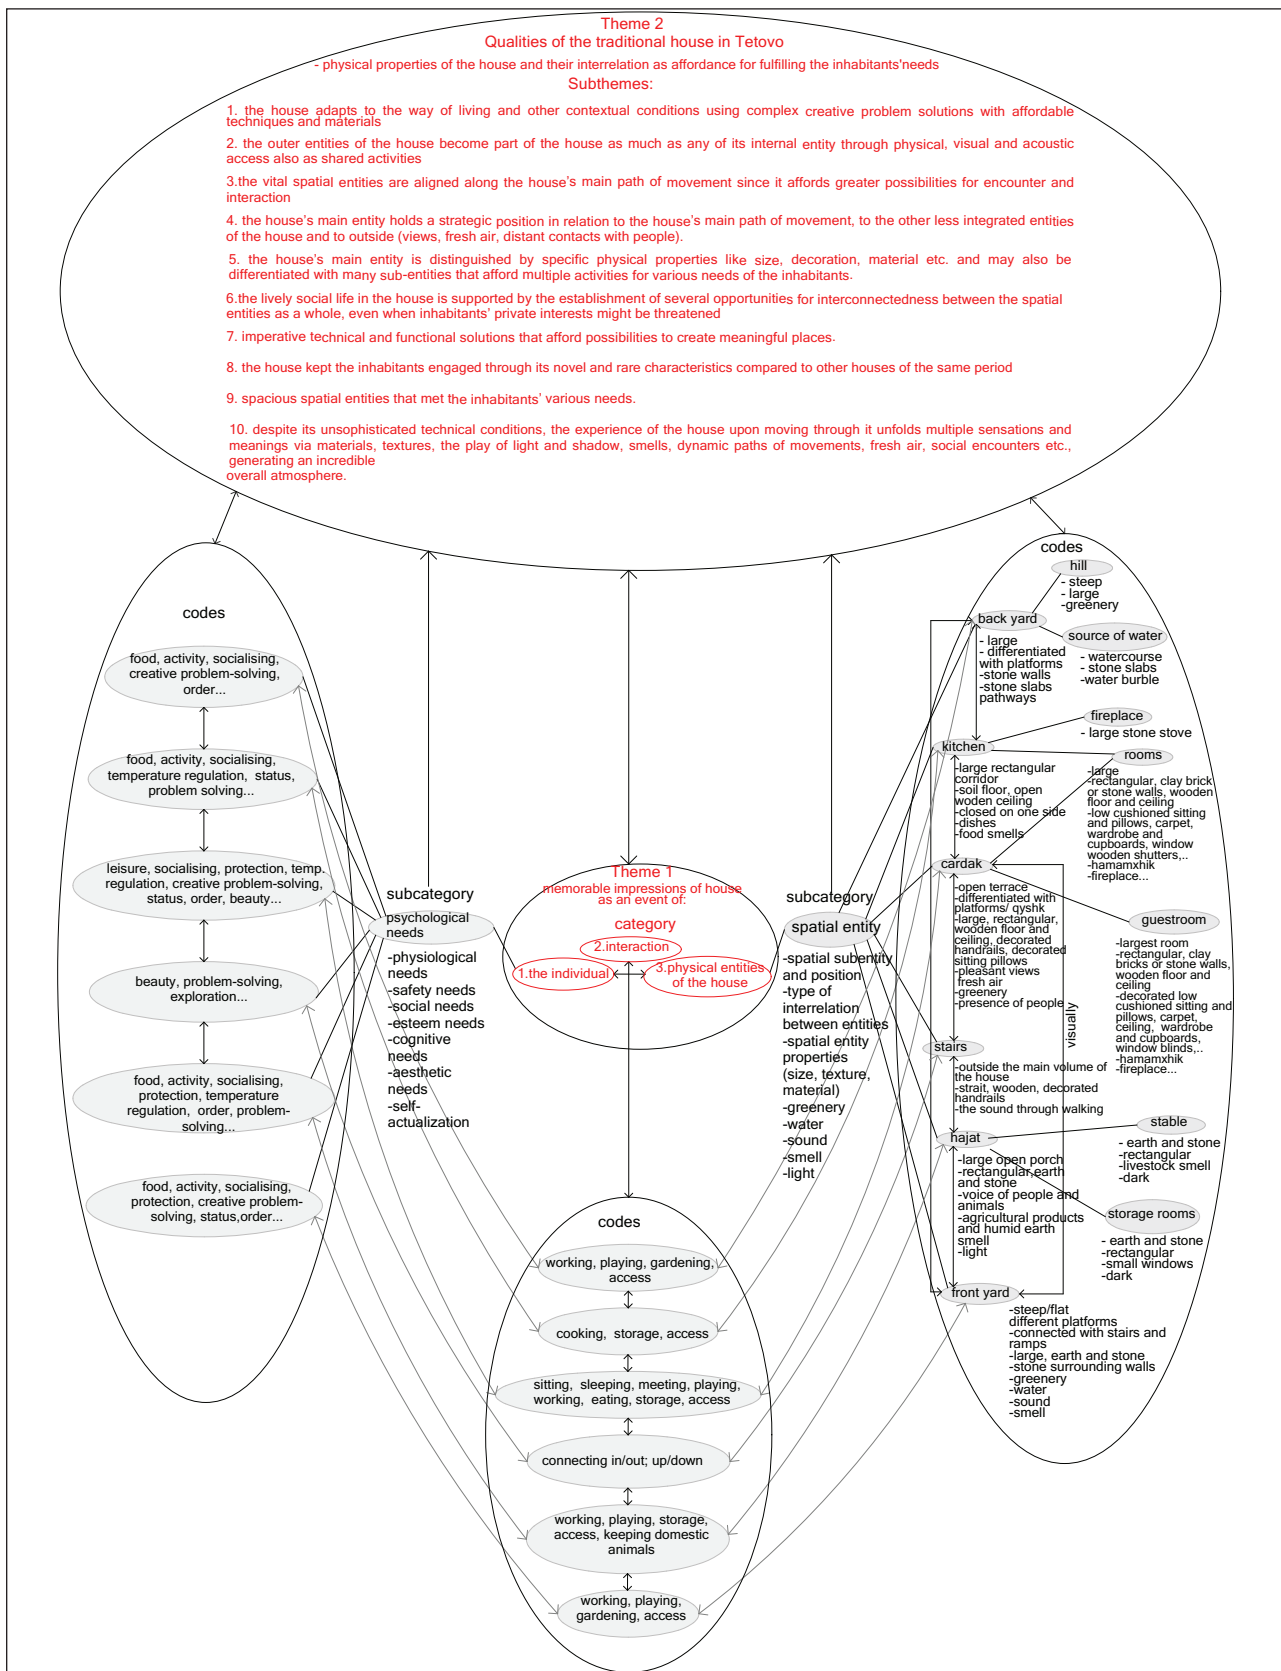 Theme 2
Qualities of the traditional house in Tetovo
- physical properties of the house and their interrelation as affordance for fulfilling the inhabitants'needs
Subthemes:
1. the house adapts to the way of living and other contextual conditions using complex creative problem solutions with affordable
techniques and materials
2. the outer entities of the house become part of the house as much as any of its internal entity through physical, visual and acoustic
access also as shared activities
3.the vital spatial entities are aligned along the house's main path of movement since it affords greater possibilities for encounter and
interaction
4. the house's main entity holds a strategic position in relation to the house's main path of movement, to the other less integrated entities
of the house and to outside (views, fresh air, distant contacts with people).
5. the house's main entity is distinguished by specific physical properties like size, decoration, material etc. and may also be
differentiated with many sub-entities that afford multiple activities for various needs of the inhabitants.
6.the lively social life in the house is supported by the establishment of several opportunities for interconnectedness between the spatial
entities as a whole, even when inhabitants' private interests might be threatened
7. imperative technical and functional solutions that afford possibilities to create meaningful places.
8. the house kept the inhabitants engaged through its novel and rare characteristics compared to other houses of the same period
9. spacious spatial entities that met the inhabitants' various needs.
10. despite its unsophisticated technical conditions, the experience of the house upon moving through it unfolds multiple sensations and
meanings via materials, textures, the play of light and shadow, smells, dynamic paths of movements, fresh air, social encounters etc.,
generating an incredible
overall atmosphere.
codes
food, activity, socialising,
creative problem-solving,
order...
food, activity, socialising,
temperature regulation, status,
problem solving...
leisure, socialising, protection, temp.
regulation, creative problem-solving,
status, order, beauty...
beauty, problem-solving,
exploration...
food, activity, socialising,
protection, temperature
regulation, order, problem-
solving...
food, activity, socialising,
protection, creative problem-
solving, status,order...
subcategory
psychological
needs
-physiological
needs
-safety needs
-social needs
-esteem needs
-cognitive
needs
-aesthetic
needs
-self-
actualization
Theme 1
memorable impressions of house
as an event of:
category
2.interaction
1.the individual
3.physical entities
of the house
subcategory
spatial entity
-spatial subentity
and position
-type of
interrelation
between entities
-spatial entity
properties
(size, texture,
material)
-greenery
-water
-sound
-smell
-light
codes
working, playing, gardening,
access
cooking, storage, access
sitting, sleeping, meeting, playing,
working, eating, storage, access
connecting in/out; up/down
working, playing, storage,
access, keeping domestic
animals
working, playing,
gardening, access
codes
hill
- steep
- large
-greenery
back yard
- large
- differentiated
with platforms
-stone walls
-stone slabs
pathways
source of water
- watercourse
- stone slabs
-water burble
fireplace
- large stone stove
kitchen
-large rectangular
corridor
-soil floor, open
woden ceiling
-closed on one side
-dishes
-food smells
rooms
-large
-rectangular, clay brick
or stone walls, wooden
floor and ceiling
-low cushioned sitting
and pillows, carpet,
wardrobe and
cupboards, window
wooden shutters,..
-hamamxhik
-fireplace...
cardak
-open terrace
-differentiated with
platforms/ qyshk
-large, rectangular,
wooden floor and
ceiling, decorated
handrails, decorated
sitting pillows
-pleasant views
fresh air
-greenery
-presence of people
visually
guestroom
-largest room
-rectangular, clay
bricks or stone walls,
wooden floor and
ceiling
-decorated low
cushioned sitting and
pillows, carpet,
ceiling, wardrobe
and cupboards,
window blinds,..
-hamamxhik
-fireplace...
stairs
-outside the main volume of
the house
-strait, wooden, decorated
handrails
-the sound through walking
hajat
-large open porch
-rectangular,earth
and stone
-voice of people and
animals
-agricultural products
and humid earth
smell
-light
stable
- earth and stone
-rectangular
-livestock smell
-dark
storage rooms
- earth and stone
-rectangular
-small windows
-dark
front yard
-steep/flat
different platforms
-connected with stairs and
ramps
-large, earth and stone
-stone surrounding walls
-greenery
-water
-sound
-smell